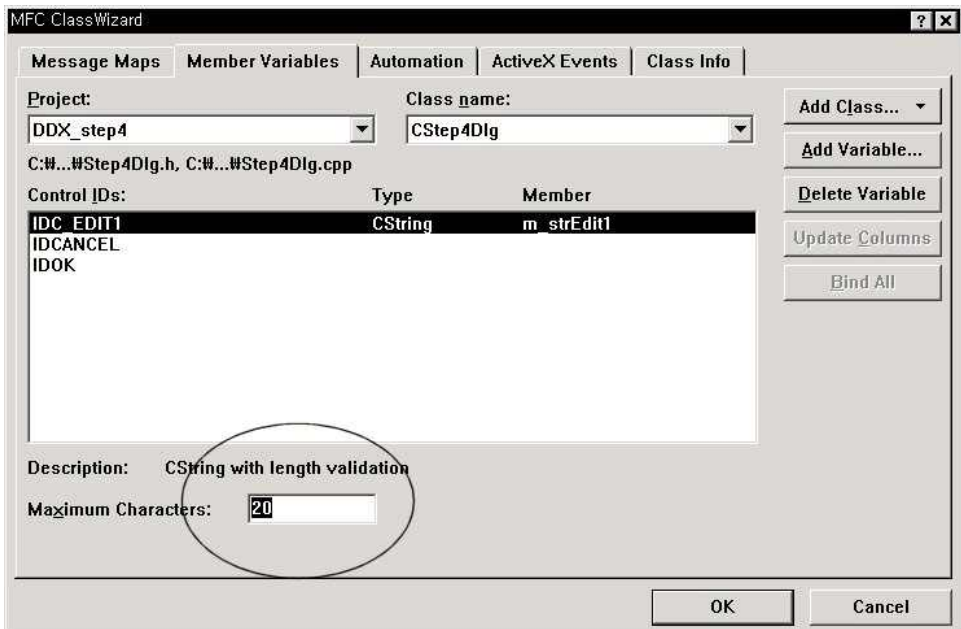 MFC ClassWizard
Message Maps Member Variables Automation ActiveX Events Class Info
Project: Class name:
DDX_step4 CStep4Dlg
C:₩...₩Step4Dlg.h, C:₩...₩Step4Dlg.cpp
Control IDs: Type Member
IDC_EDIT1 CString m_strEdit1
IDCANCEL
IDOK
Add Class...
Add Variable...
Delete Variable
Update Columns
Bind All
Description: CString with length validation
Maximum Characters: 20
OK Cancel